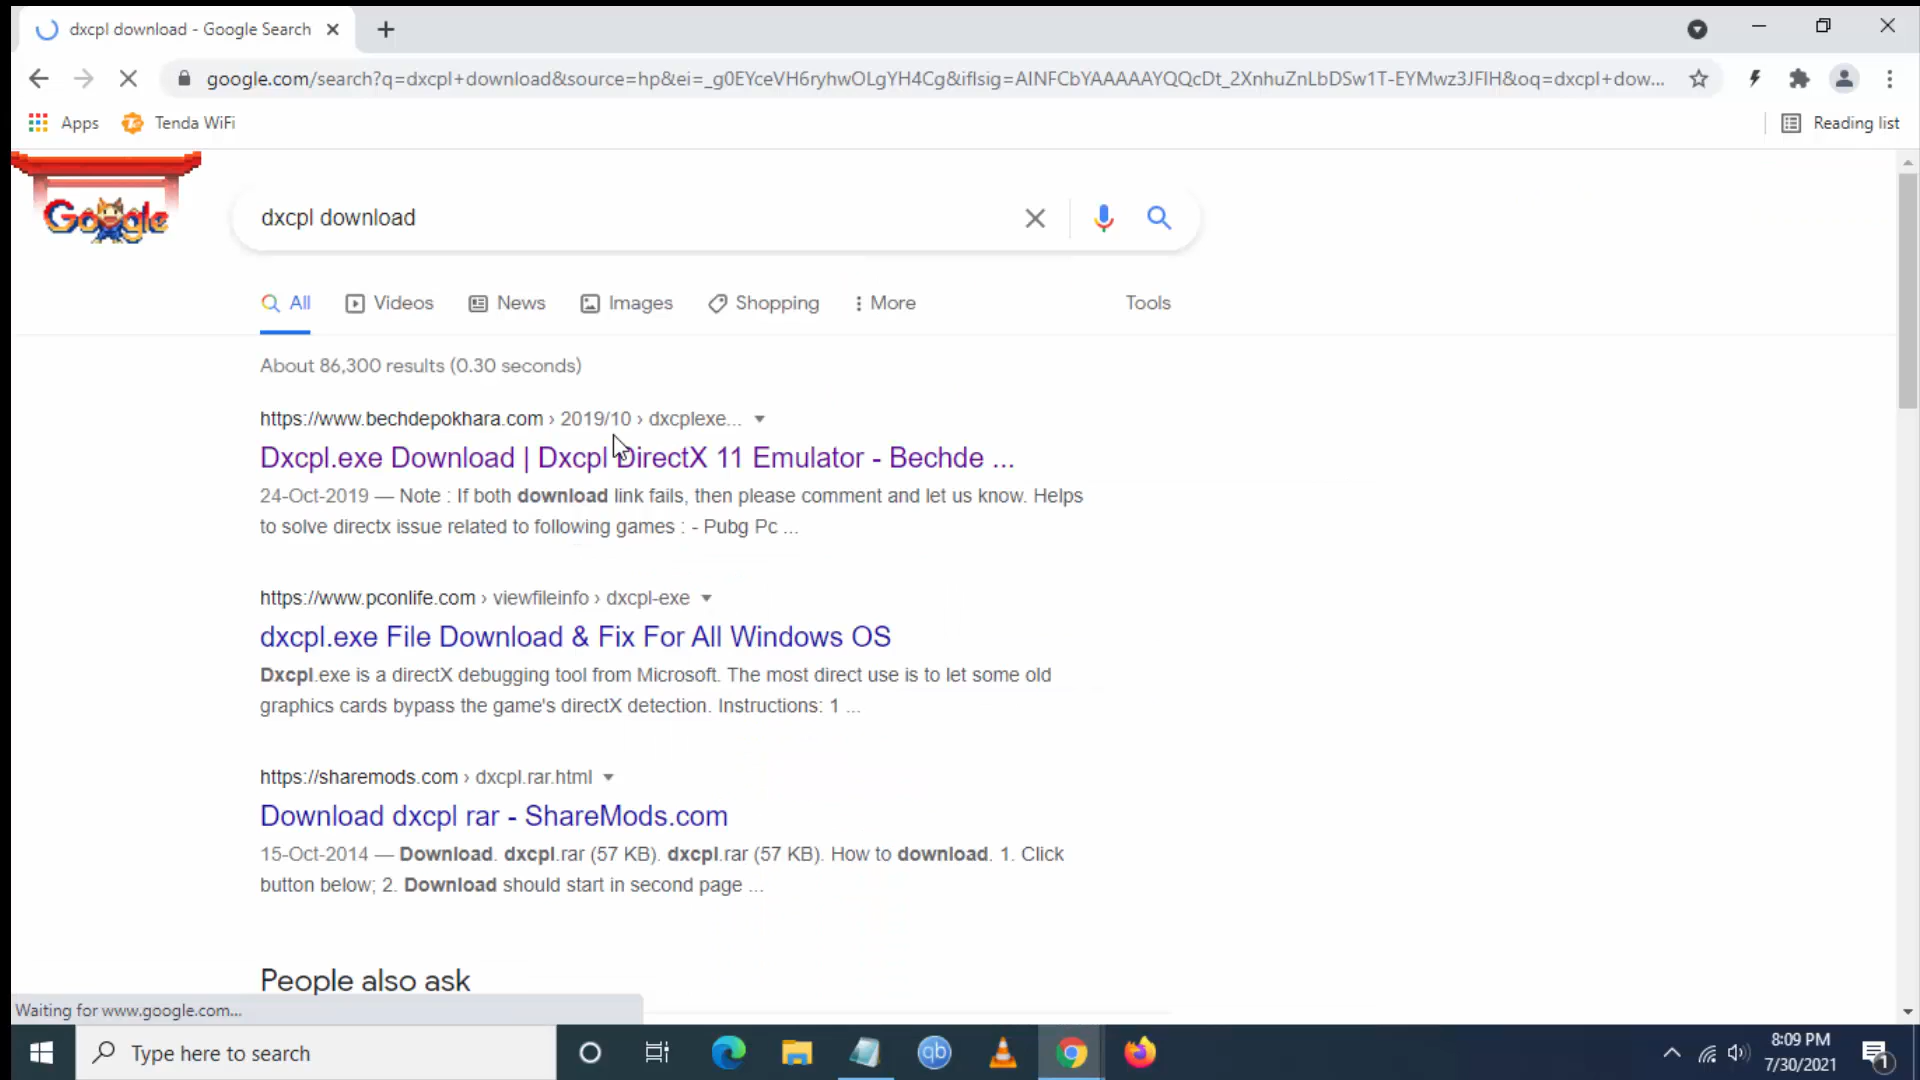 dxcpl download - Google Search
google.com/search?q=dxcpl+download&source=hp&ei=_g0EYceVH6ryhwOLgYH4Cg&iflsig=AINFCbYAAAAAYQQcDt_2XnhuZnLbDSw1T-EYMwz3JFlH&oq=dxcpl+dow...
Apps Tenda WiFi Reading list
Google
dxcpl download
All Videos News Images Shopping More Tools
About 86,300 results (0.30 seconds)
https://www.bechdepokhara.com › 2019/10 › dxcplexe...
Dxcpl.exe Download | Dxcpl DirectX 11 Emulator - Bechde ...
24-Oct-2019 — Note : If both download link fails, then please comment and let us know. Helps
to solve directx issue related to following games : - Pubg Pc ...
https://www.pconlife.com › viewfileinfo › dxcpl-exe
dxcpl.exe File Download & Fix For All Windows OS
Dxcpl.exe is a directX debugging tool from Microsoft. The most direct use is to let some old
graphics cards bypass the game's directX detection. Instructions: 1 ...
https://sharemods.com › dxcpl.rar.html
Download dxcpl rar - ShareMods.com
15-Oct-2014 — Download. dxcpl.rar (57 KB). dxcpl.rar (57 KB). How to download. 1. Click
button below; 2. Download should start in second page ...
People also ask
Waiting for www.google.com...
Type here to search
qb
8:09 PM
7/30/2021
1